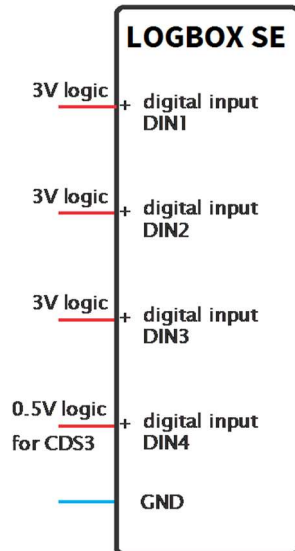 LOGBOX SE
3V logic
+ digital input
DIN1
3V logic
+ digital input
DIN2
3V logic
+ digital input
DIN3
0.5V logic
for CDS3
+ digital input
DIN4
GND